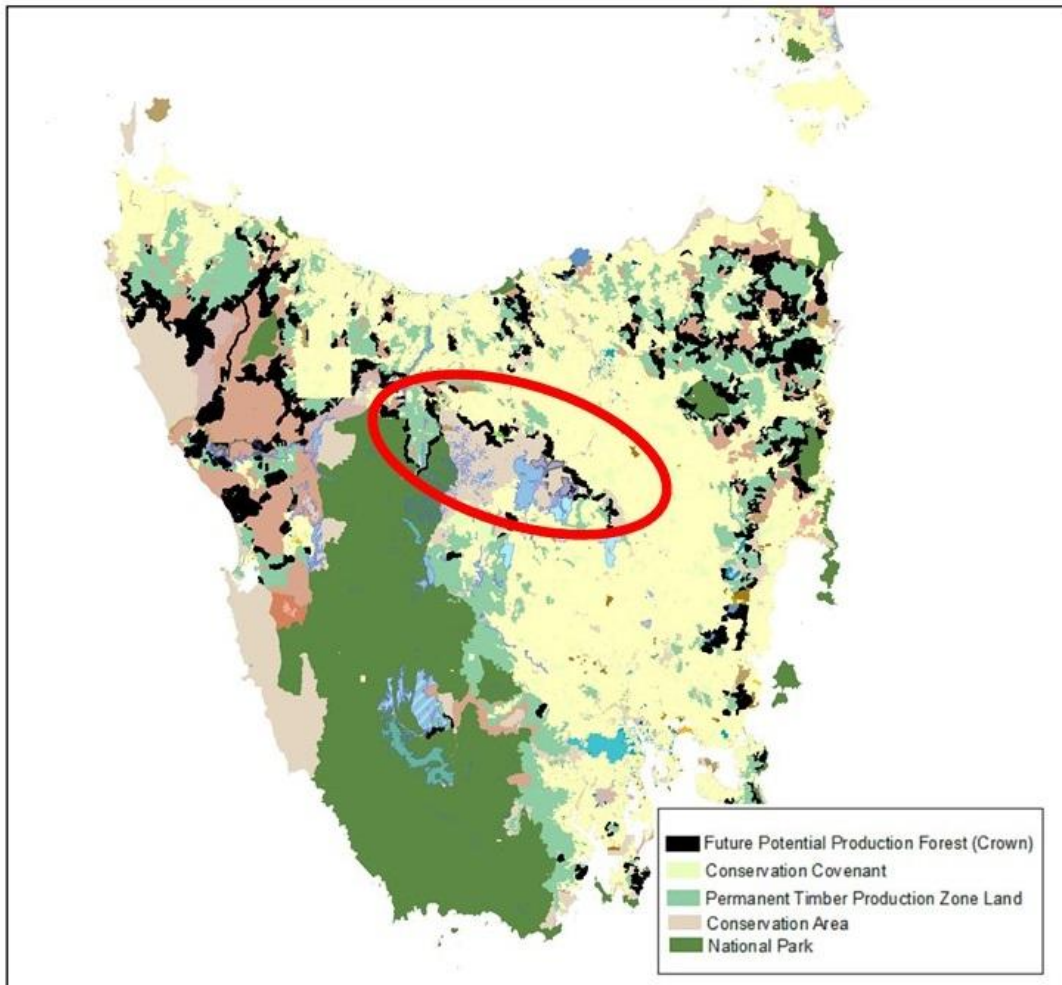 Future Potential Production Forest (Crown)
Conservation Covenant
Permanent Timber Production Zone Land
Conservation Area
National Park